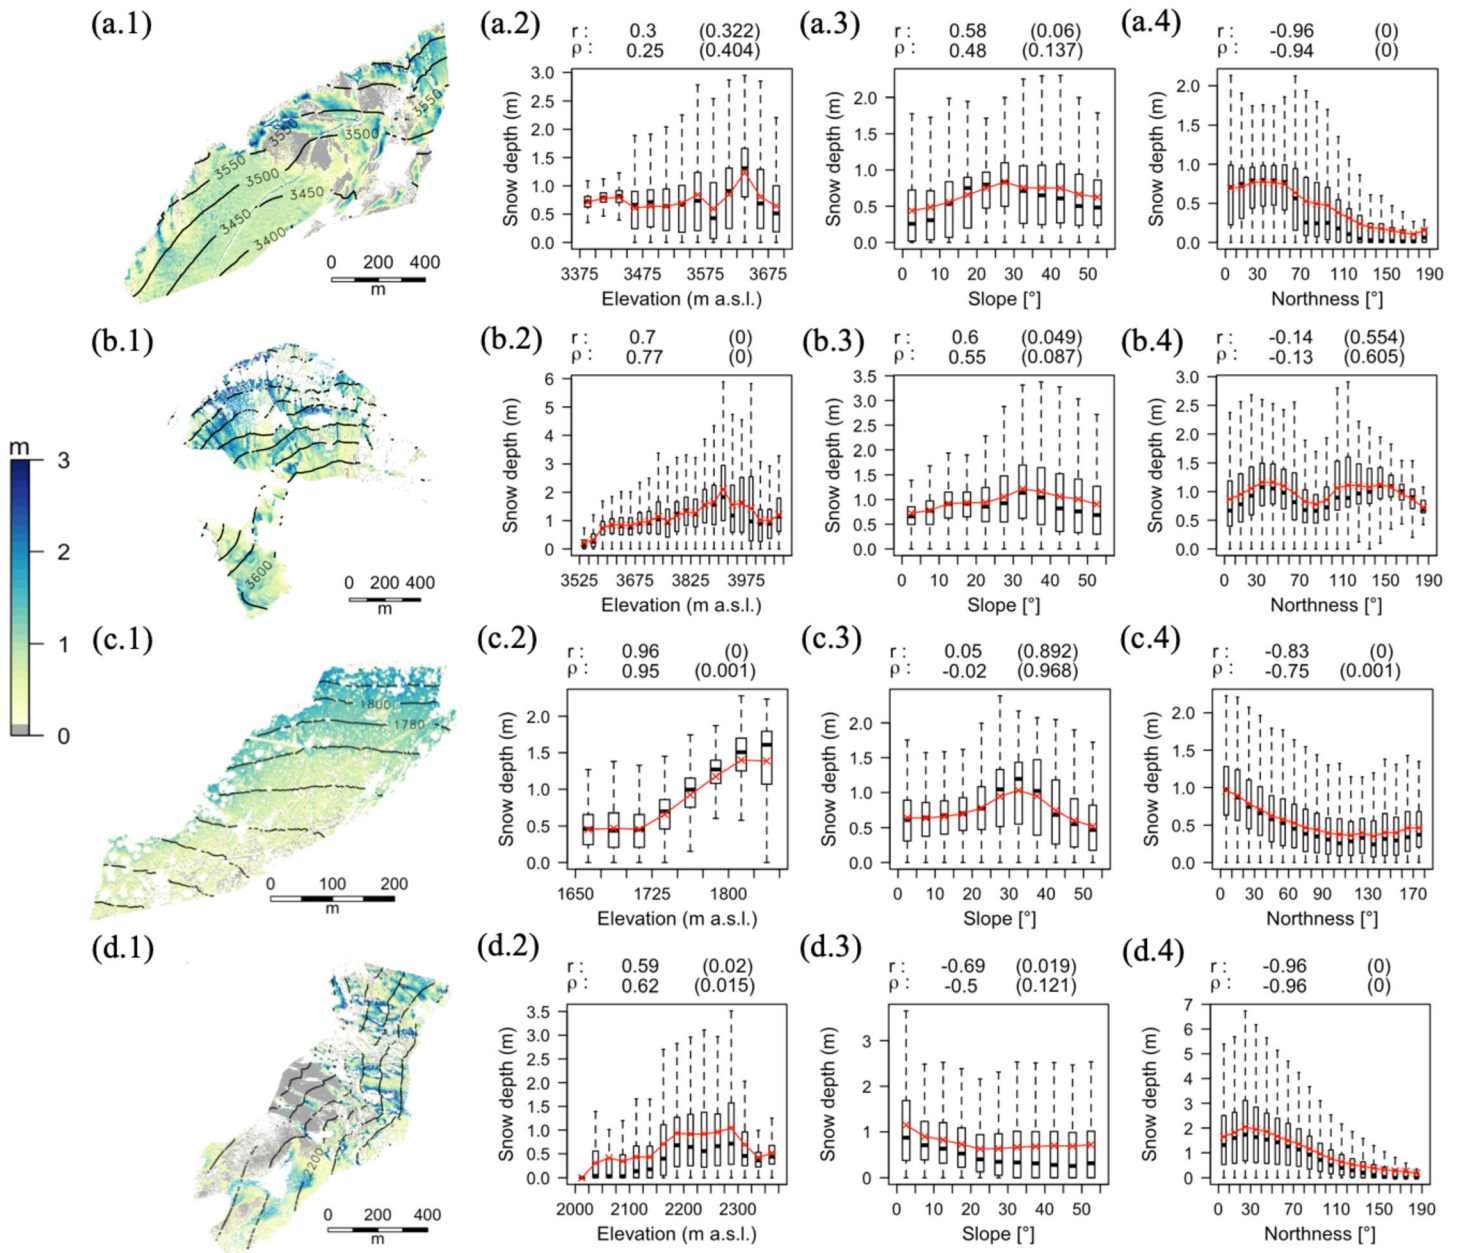 (a.1)
3550
3500
3550
3550
3500
3450
3450
3400
0 200 400
m
(a.2)
r : 0.3 (0.322)
ρ : 0.25 (0.404)
Snow depth (m)
3.0
2.5
2.0
1.5
1.0
0.5
0.0
3375 3475 3575 3675
Elevation (m a.s.l.)
(a.3)
r : 0.58 (0.06)
ρ : 0.48 (0.137)
Snow depth (m)
2.0
1.5
1.0
0.5
0.0
0 10 20 30 40 50
Slope [°]
(a.4)
r : -0.96 (0)
ρ : -0.94 (0)
Snow depth (m)
2.0
1.5
1.0
0.5
0.0
0 30 70 110 150 190
Northness [°]
m
3
2
1
0
(b.1)
3600
0 200 400
m
(b.2)
r : 0.7 (0)
ρ : 0.77 (0)
Snow depth (m)
6
5
4
3
2
1
0
3525 3675 3825 3975
Elevation (m a.s.l.)
(b.3)
r : 0.6 (0.049)
ρ : 0.55 (0.087)
Snow depth (m)
3.5
3.0
2.5
2.0
1.5
1.0
0.5
0.0
0 10 20 30 40 50
Slope [°]
(b.4)
r : -0.14 (0.554)
ρ : -0.13 (0.605)
Snow depth (m)
3.0
2.5
2.0
1.5
1.0
0.5
0.0
0 30 70 110 150 190
Northness [°]
(c.1)
1800
1780
0 100 200
m
(c.2)
r : 0.96 (0)
ρ : 0.95 (0.001)
Snow depth (m)
2.0
1.5
1.0
0.5
0.0
1650 1725 1800
Elevation (m a.s.l.)
(c.3)
r : 0.05 (0.892)
ρ : -0.02 (0.968)
Snow depth (m)
2.0
1.5
1.0
0.5
0.0
0 10 20 30 40 50
Slope [°]
(c.4)
r : -0.83 (0)
ρ : -0.75 (0.001)
Snow depth (m)
2.0
1.5
1.0
0.5
0.0
0 30 60 90 130 170
Northness [°]
(d.1)
0 200 400
m
(d.2)
r : 0.59 (0.02)
ρ : 0.62 (0.015)
Snow depth (m)
3.5
3.0
2.5
2.0
1.5
1.0
0.5
0.0
2000 2100 2200 2300
Elevation (m a.s.l.)
(d.3)
r : -0.69 (0.019)
ρ : -0.5 (0.121)
Snow depth (m)
3
2
1
0
0 10 20 30 40 50
Slope [°]
(d.4)
r : -0.96 (0)
ρ : -0.96 (0)
Snow depth (m)
7
6
5
4
3
2
1
0
0 30 70 110 150 190
Northness [°]